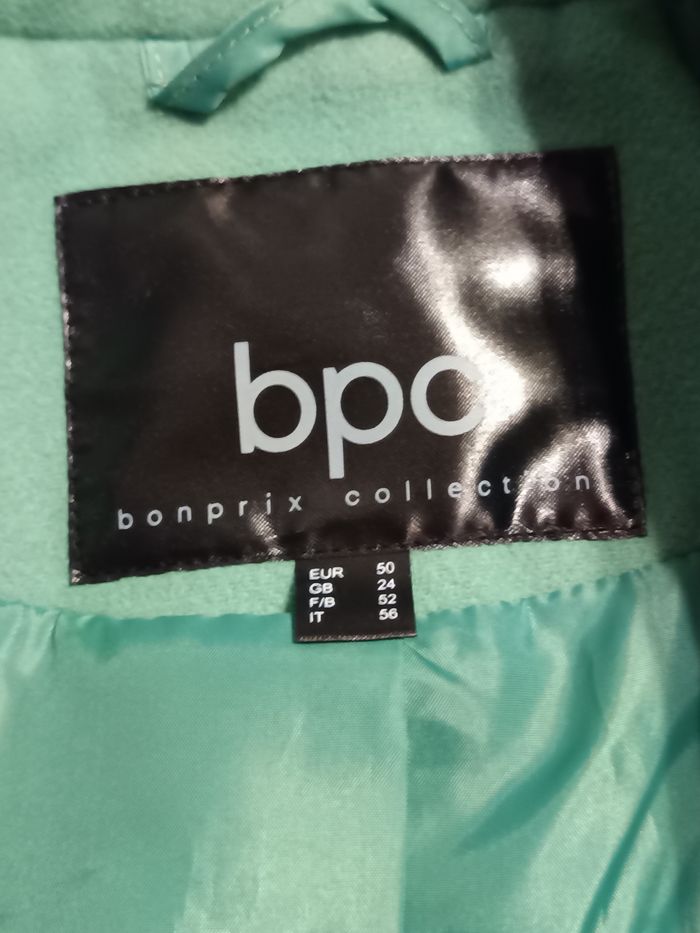 bpc
bonprix collection
EUR 50
GB 24
F/B 52
IT 56